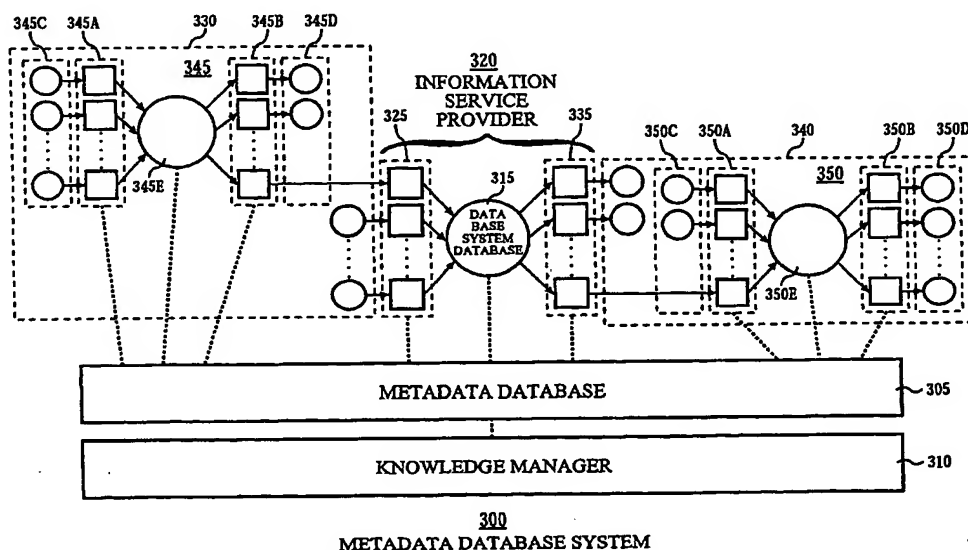 345C 345A 330 345B 345D
345
320
INFORMATION
SERVICE
PROVIDER
325 335
350C 350A 340 350B 350D
350
345E
315
DATA
BASE
SYSTEM
DATABASE
350E
METADATA DATABASE 305
KNOWLEDGE MANAGER 310
300
METADATA DATABASE SYSTEM